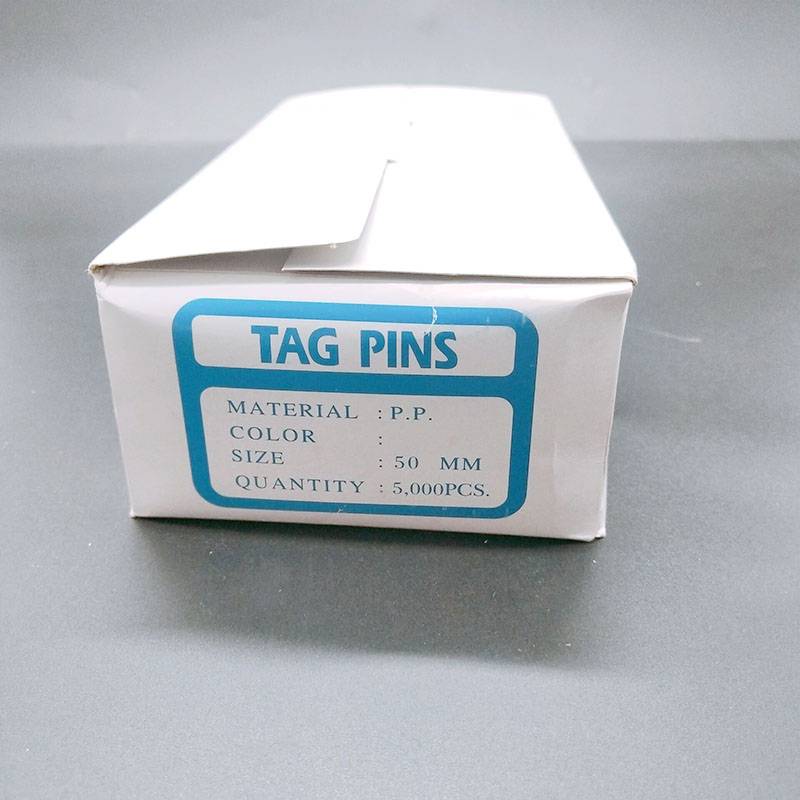 TAG PINS
MATERIAL : P.P.
COLOR :
SIZE : 50 MM
QUANTITY : 5,000PCS.